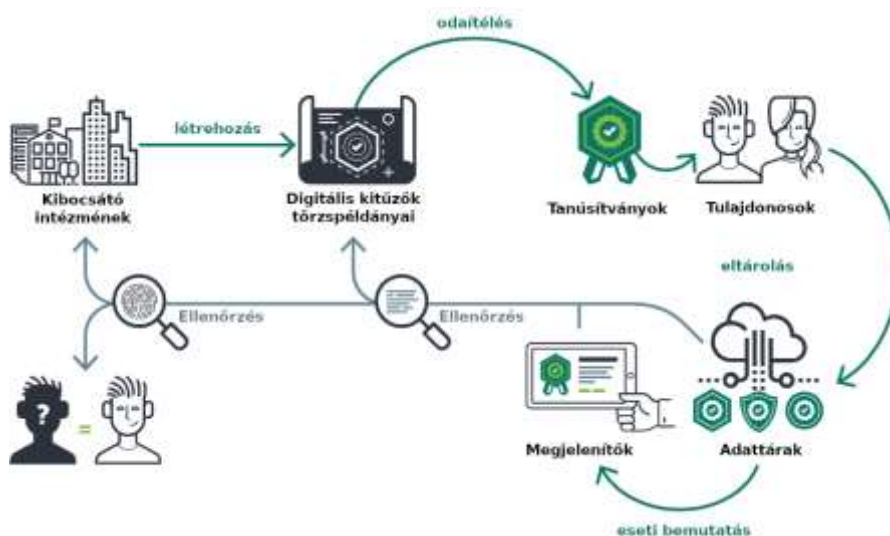 odaítélés
létrehozás
Kibocsátó
intézmének
Digitális kitűzők
törzspéldányai
Tanúsítványok
Tulajdonosok
eltárolás
Ellenőrzés
Ellenőrzés
?
=
Megjelenítők
Adattárak
eseti bemutatás